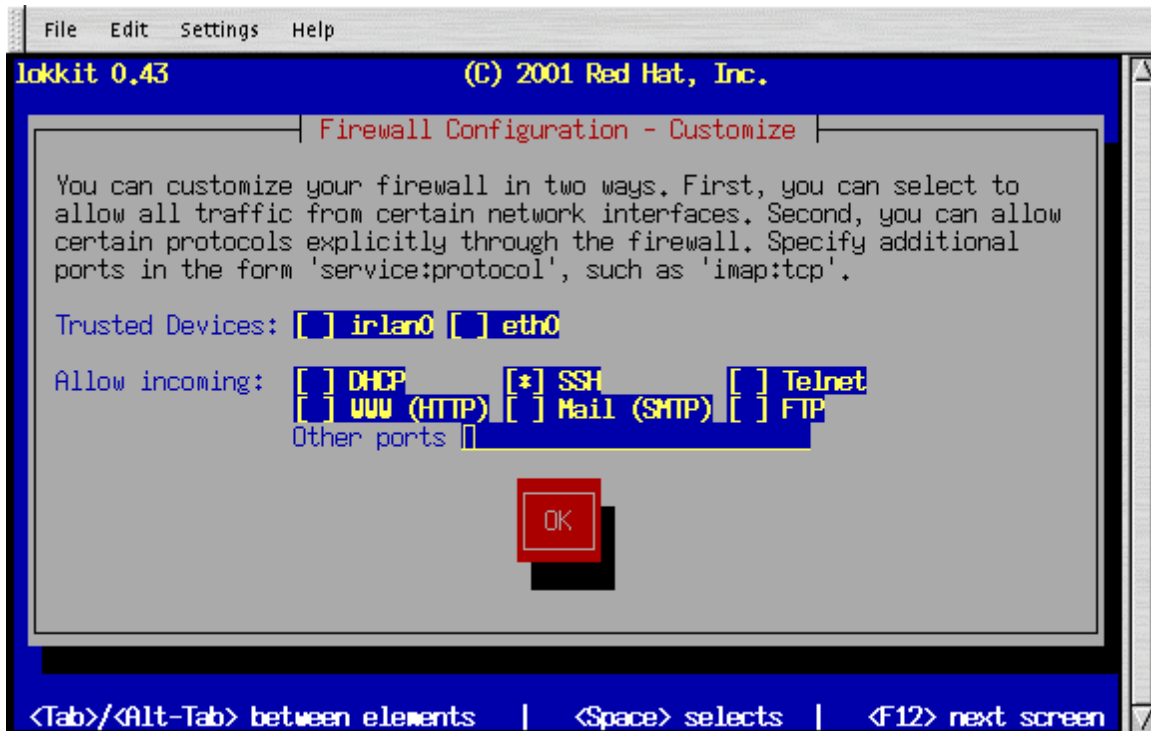 File Edit Settings Help
lokkit 0.43 (C) 2001 Red Hat, Inc.
Firewall Configuration - Customize
You can customize your firewall in two ways. First, you can select to
allow all traffic from certain network interfaces. Second, you can allow
certain protocols explicitly through the firewall. Specify additional
ports in the form 'service:protocol', such as 'imap:tcp'.
Trusted Devices: [ ] irlan0 [ ] eth0
Allow incoming: [ ] DHCP [*] SSH [ ] Telnet
[ ] WWW (HTTP) [ ] Mail (SMTP) [ ] FTP
Other ports
OK
<Tab>/<Alt-Tab> between elements | <Space> selects | <F12> next screen